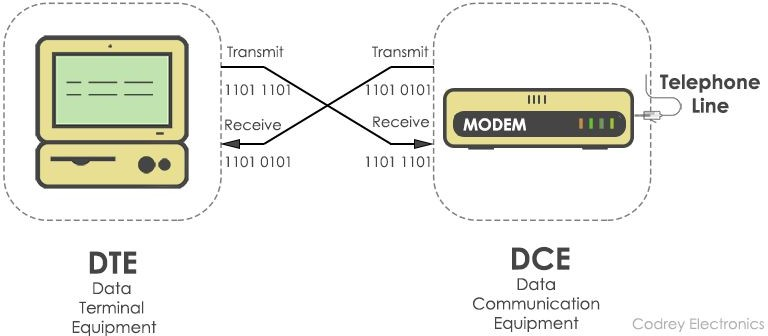 Transmit
1101 1101
Receive
1101 0101
Transmit
1101 0101
Receive
1101 1101
MODEM
Telephone
Line
DTE
Data
Terminal
Equipment
DCE
Data
Communication
Equipment
Codrey Electronics